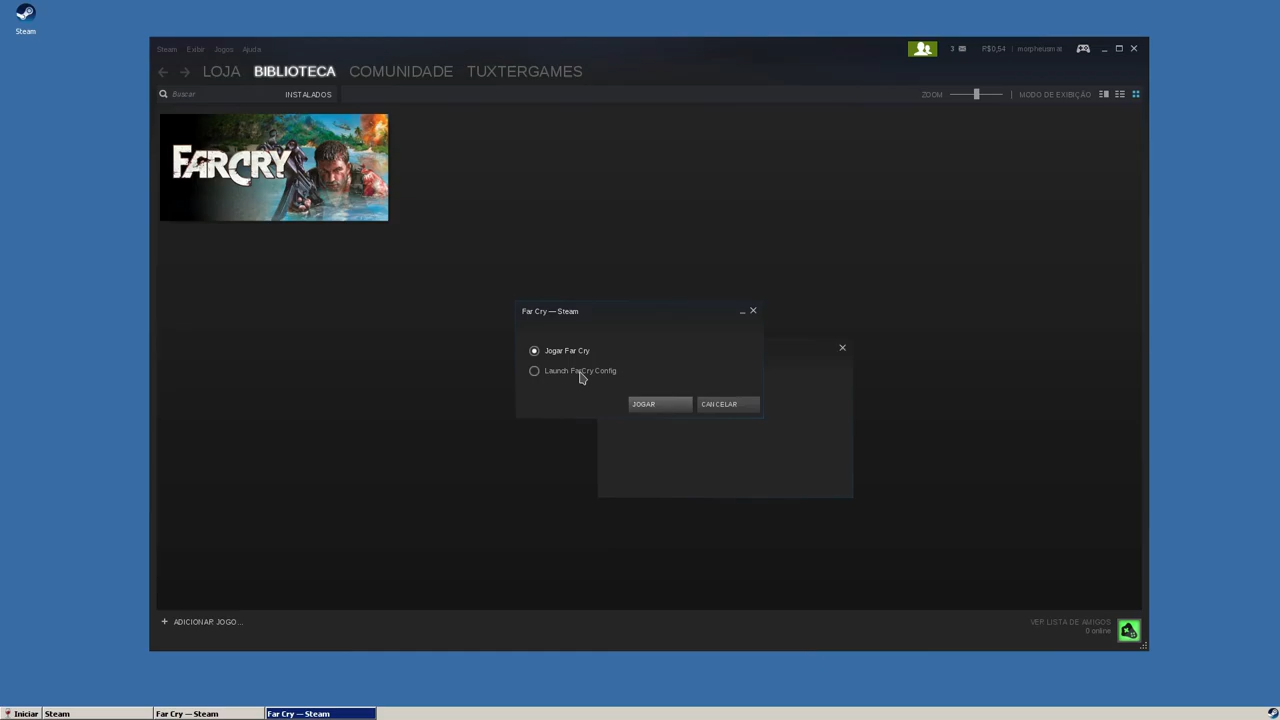 Steam
Steam Exibir Jogos Ajuda
3 R$0,54 morpheusm.as
LOJA BIBLIOTECA COMUNIDADE TUXTERGAMES
Buscar INSTALADOS ZOOM | MODO DE EXIBIÇÃO
FARCRY
Far Cry — Steam
Jogar Far Cry
Launch FarCry Config
JOGAR CANCELAR
+ ADICIONAR JOGO...
VER LISTA DE AMIGOS
0 online
Iniciar Steam Far Cry — Steam Far Cry — Steam